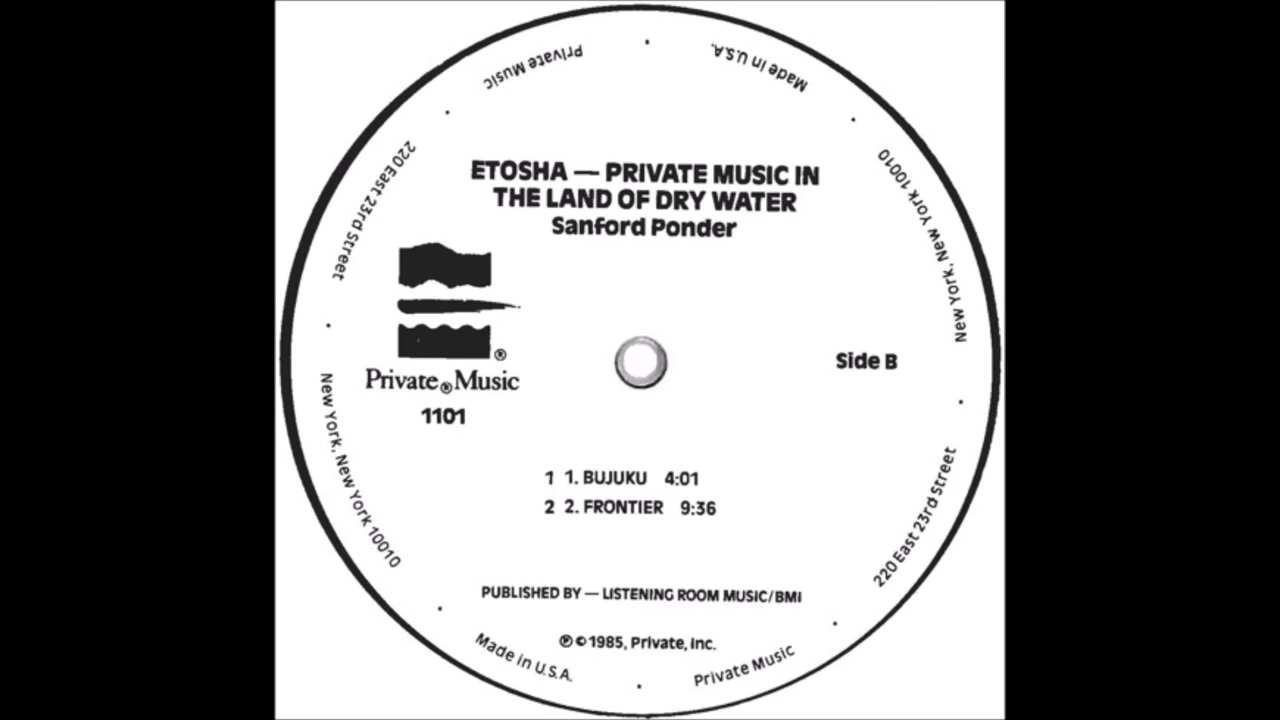 ETOSHA — PRIVATE MUSIC IN
THE LAND OF DRY WATER
Sanford Ponder
®
Private® Music
1101
Side B
1 1. BUJUKU 4:01
2 2. FRONTIER 9:36
PUBLISHED BY — LISTENING ROOM MUSIC/BMI
℗ © 1985, Private, Inc.
Private Music
Made in U.S.A.
New York, New York 10010
220 East 23rd Street
Private Music
Made in U.S.A.
New York, New York 10010
220 East 23rd Street